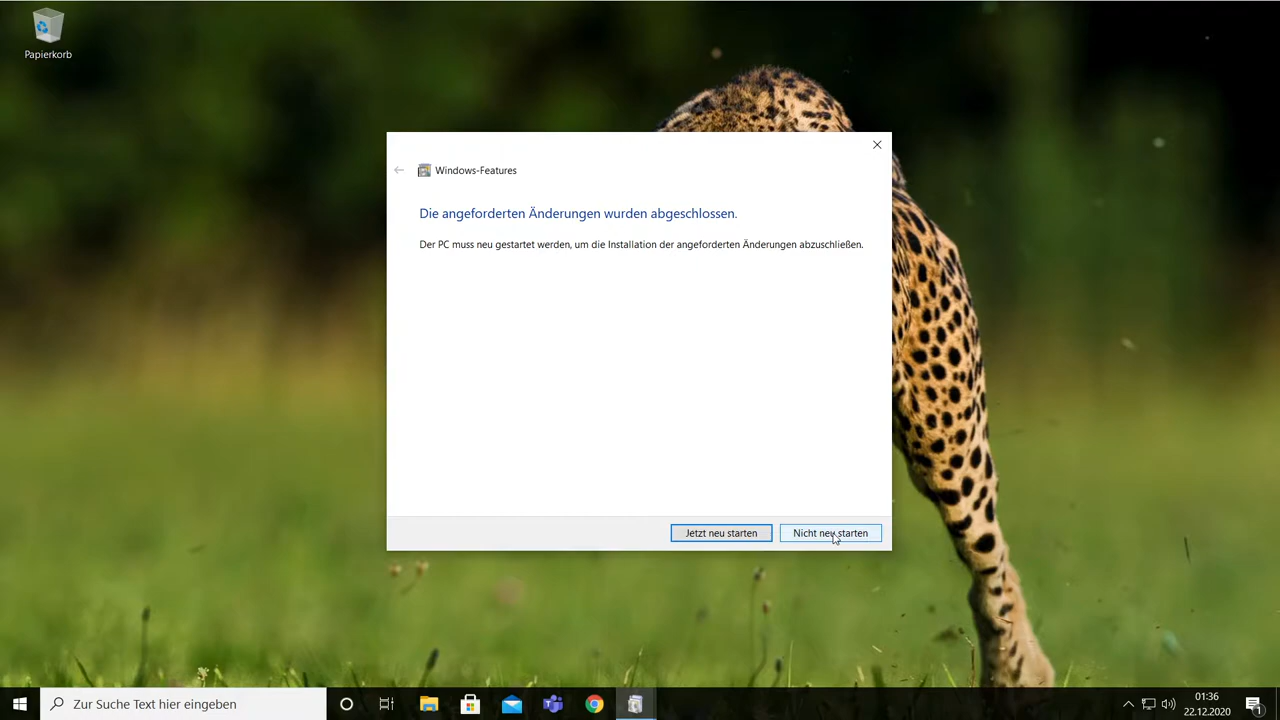 Papierkorb
Windows-Features
Die angeforderten Änderungen wurden abgeschlossen.
Der PC muss neu gestartet werden, um die Installation der angeforderten Änderungen abzuschließen.
Jetzt neu starten
Nicht neu starten
Zur Suche Text hier eingeben
01:36
22.12.2020
1